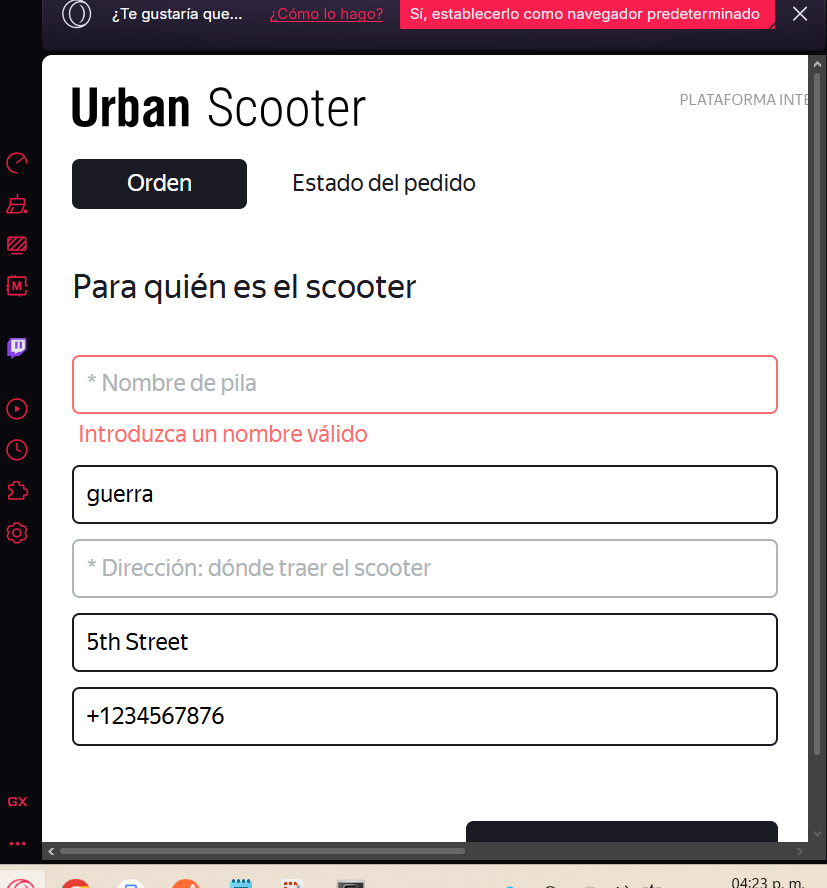 ¿Te gustaría que... ¿Cómo lo hago? Sí, establecerlo como navegador predeterminado
Urban Scooter
PLATAFORMA INTE
Orden Estado del pedido
Para quién es el scooter
* Nombre de pila
Introduzca un nombre válido
guerra
* Dirección: dónde traer el scooter
5th Street
+1234567876
M
GX
04:23 p. m.